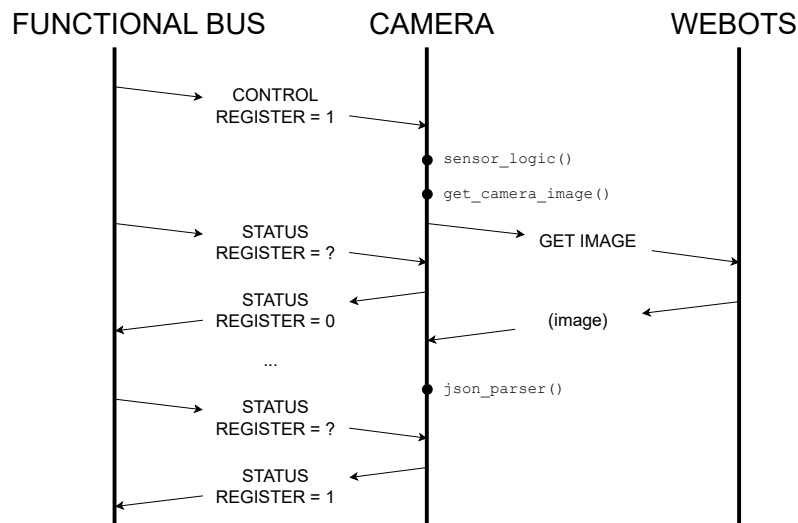 FUNCTIONAL BUS CAMERA WEBOTS
CONTROL
REGISTER = 1
sensor_logic()
get_camera_image()
STATUS
REGISTER = ?
GET IMAGE
STATUS
REGISTER = 0
(image)
...
json_parser()
STATUS
REGISTER = ?
STATUS
REGISTER = 1